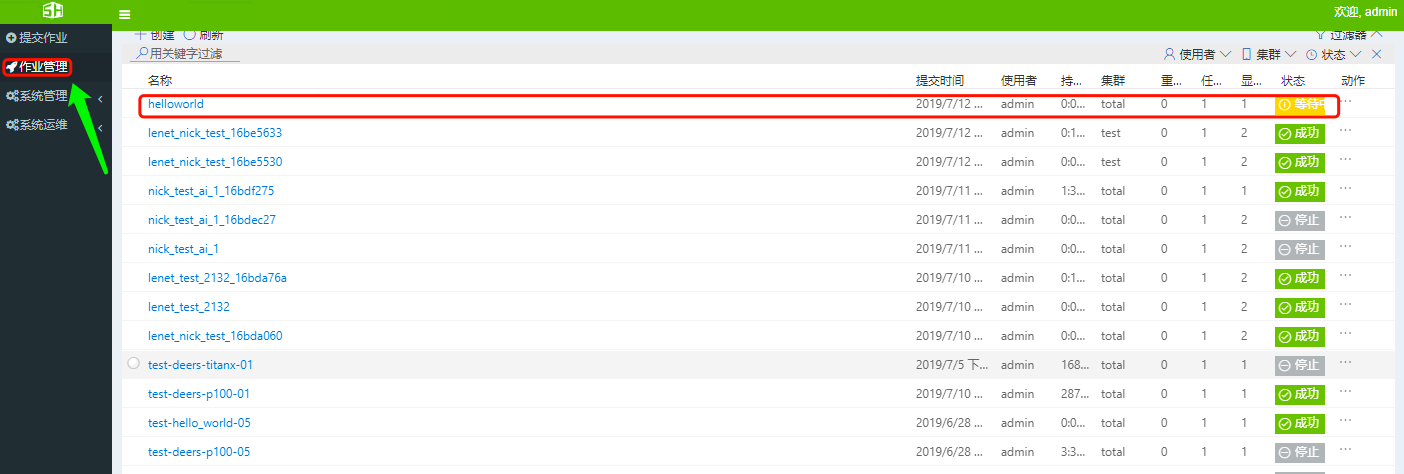 SH
欢迎, admin
提交作业
作业管理
系统管理
系统运维
创建 刷新 过滤器
用关键字过滤 使用者 集群 状态
名称 提交时间 使用者 持... 集群 重... 任... 显... 状态 动作
helloworld 2019/7/12 ... admin 0:0... total 0 1 1 等待中 ...
lenet_nick_test_16be5633 2019/7/12 ... admin 0:1... test 0 1 2 成功 ...
lenet_nick_test_16be5530 2019/7/12 ... admin 0:0... test 0 1 2 成功 ...
nick_test_ai_1_16bdf275 2019/7/11 ... admin 1:3... total 0 1 1 成功 ...
nick_test_ai_1_16bdec27 2019/7/11 ... admin 0:0... total 0 1 2 停止 ...
nick_test_ai_1 2019/7/11 ... admin 0:0... total 0 1 2 停止 ...
lenet_test_2132_16bda76a 2019/7/10 ... admin 0:1... total 0 1 2 成功 ...
lenet_test_2132 2019/7/10 ... admin 0:0... total 0 1 2 成功 ...
lenet_nick_test_16bda060 2019/7/10 ... admin 0:0... total 0 1 2 成功 ...
test-deers-titanx-01 2019/7/5 下... admin 168... total 0 1 1 停止 ...
test-deers-p100-01 2019/7/10 ... admin 287... total 0 1 1 成功 ...
test-hello_world-05 2019/6/28 ... admin 0:0... total 0 1 1 成功 ...
test-deers-p100-05 2019/6/28 ... admin 3:3... total 0 1 1 停止 ...